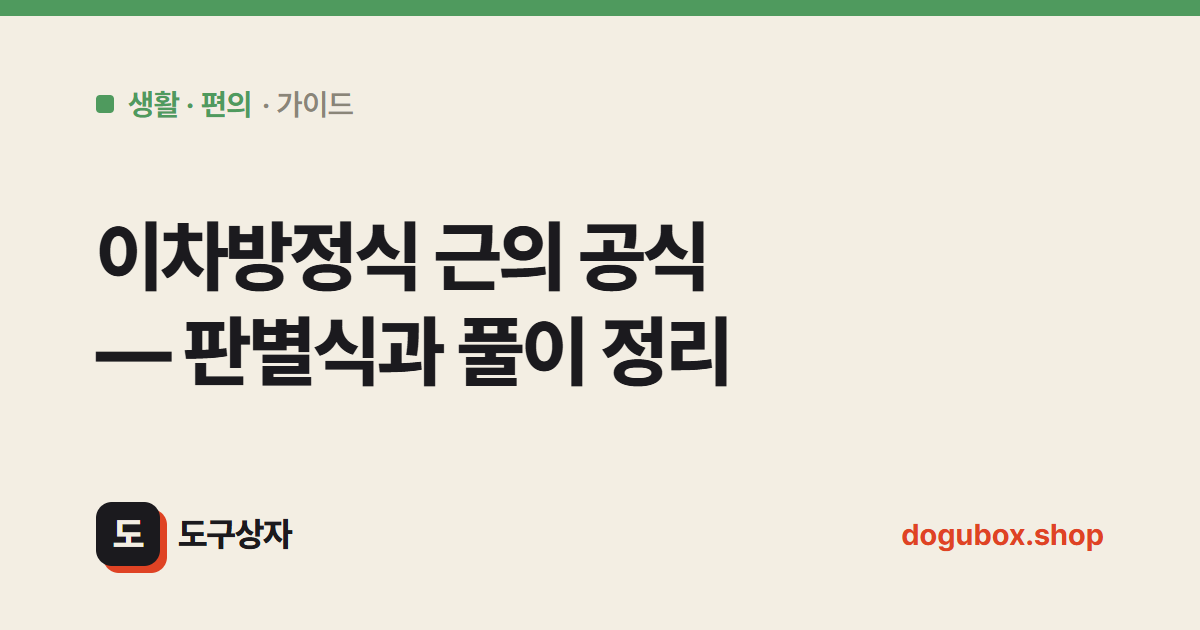 생활 · 편의 · 가이드
이차방정식 근의 공식
— 판별식과 풀이 정리
도 도구상자
dogubox.shop